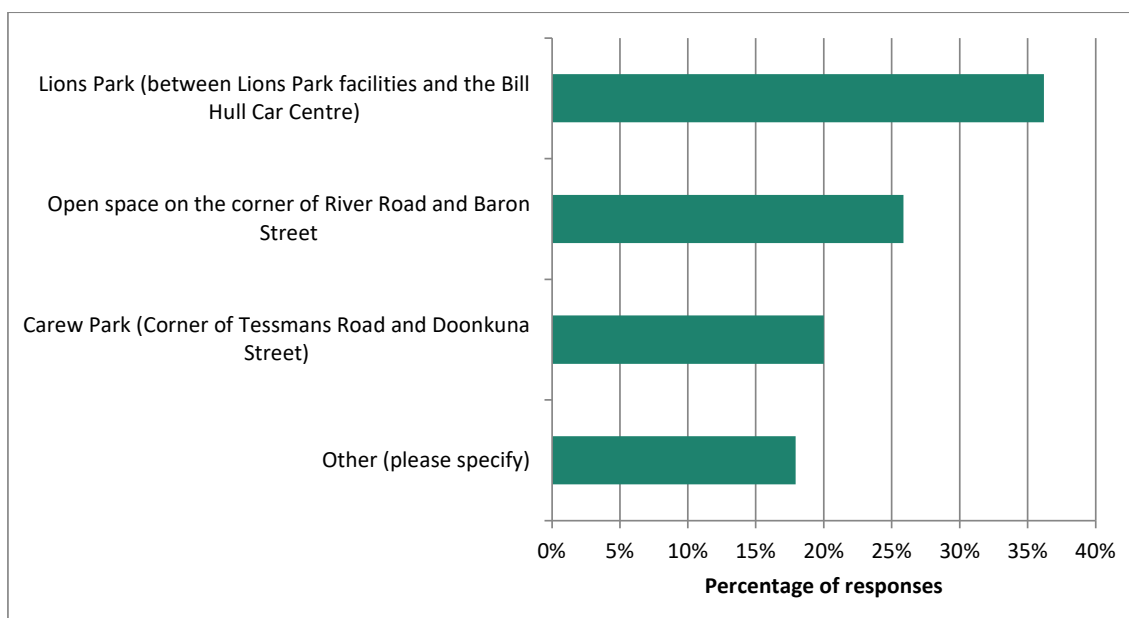 Lions Park (between Lions Park facilities and the Bill
Hull Car Centre)
Open space on the corner of River Road and Baron
Street
Carew Park (Corner of Tessmans Road and Doonkuna
Street)
Other (please specify)
0% 5% 10% 15% 20% 25% 30% 35% 40%
Percentage of responses